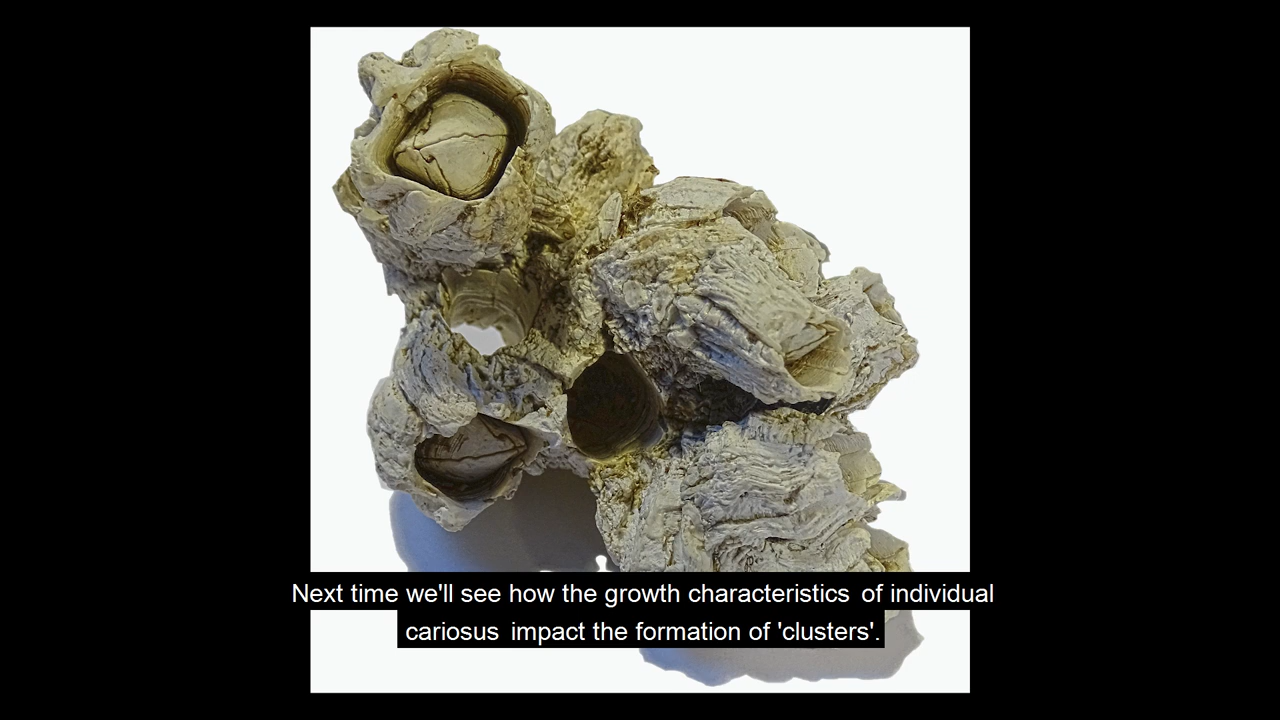 Next time we'll see how the growth characteristics of individual
cariosus impact the formation of 'clusters'.